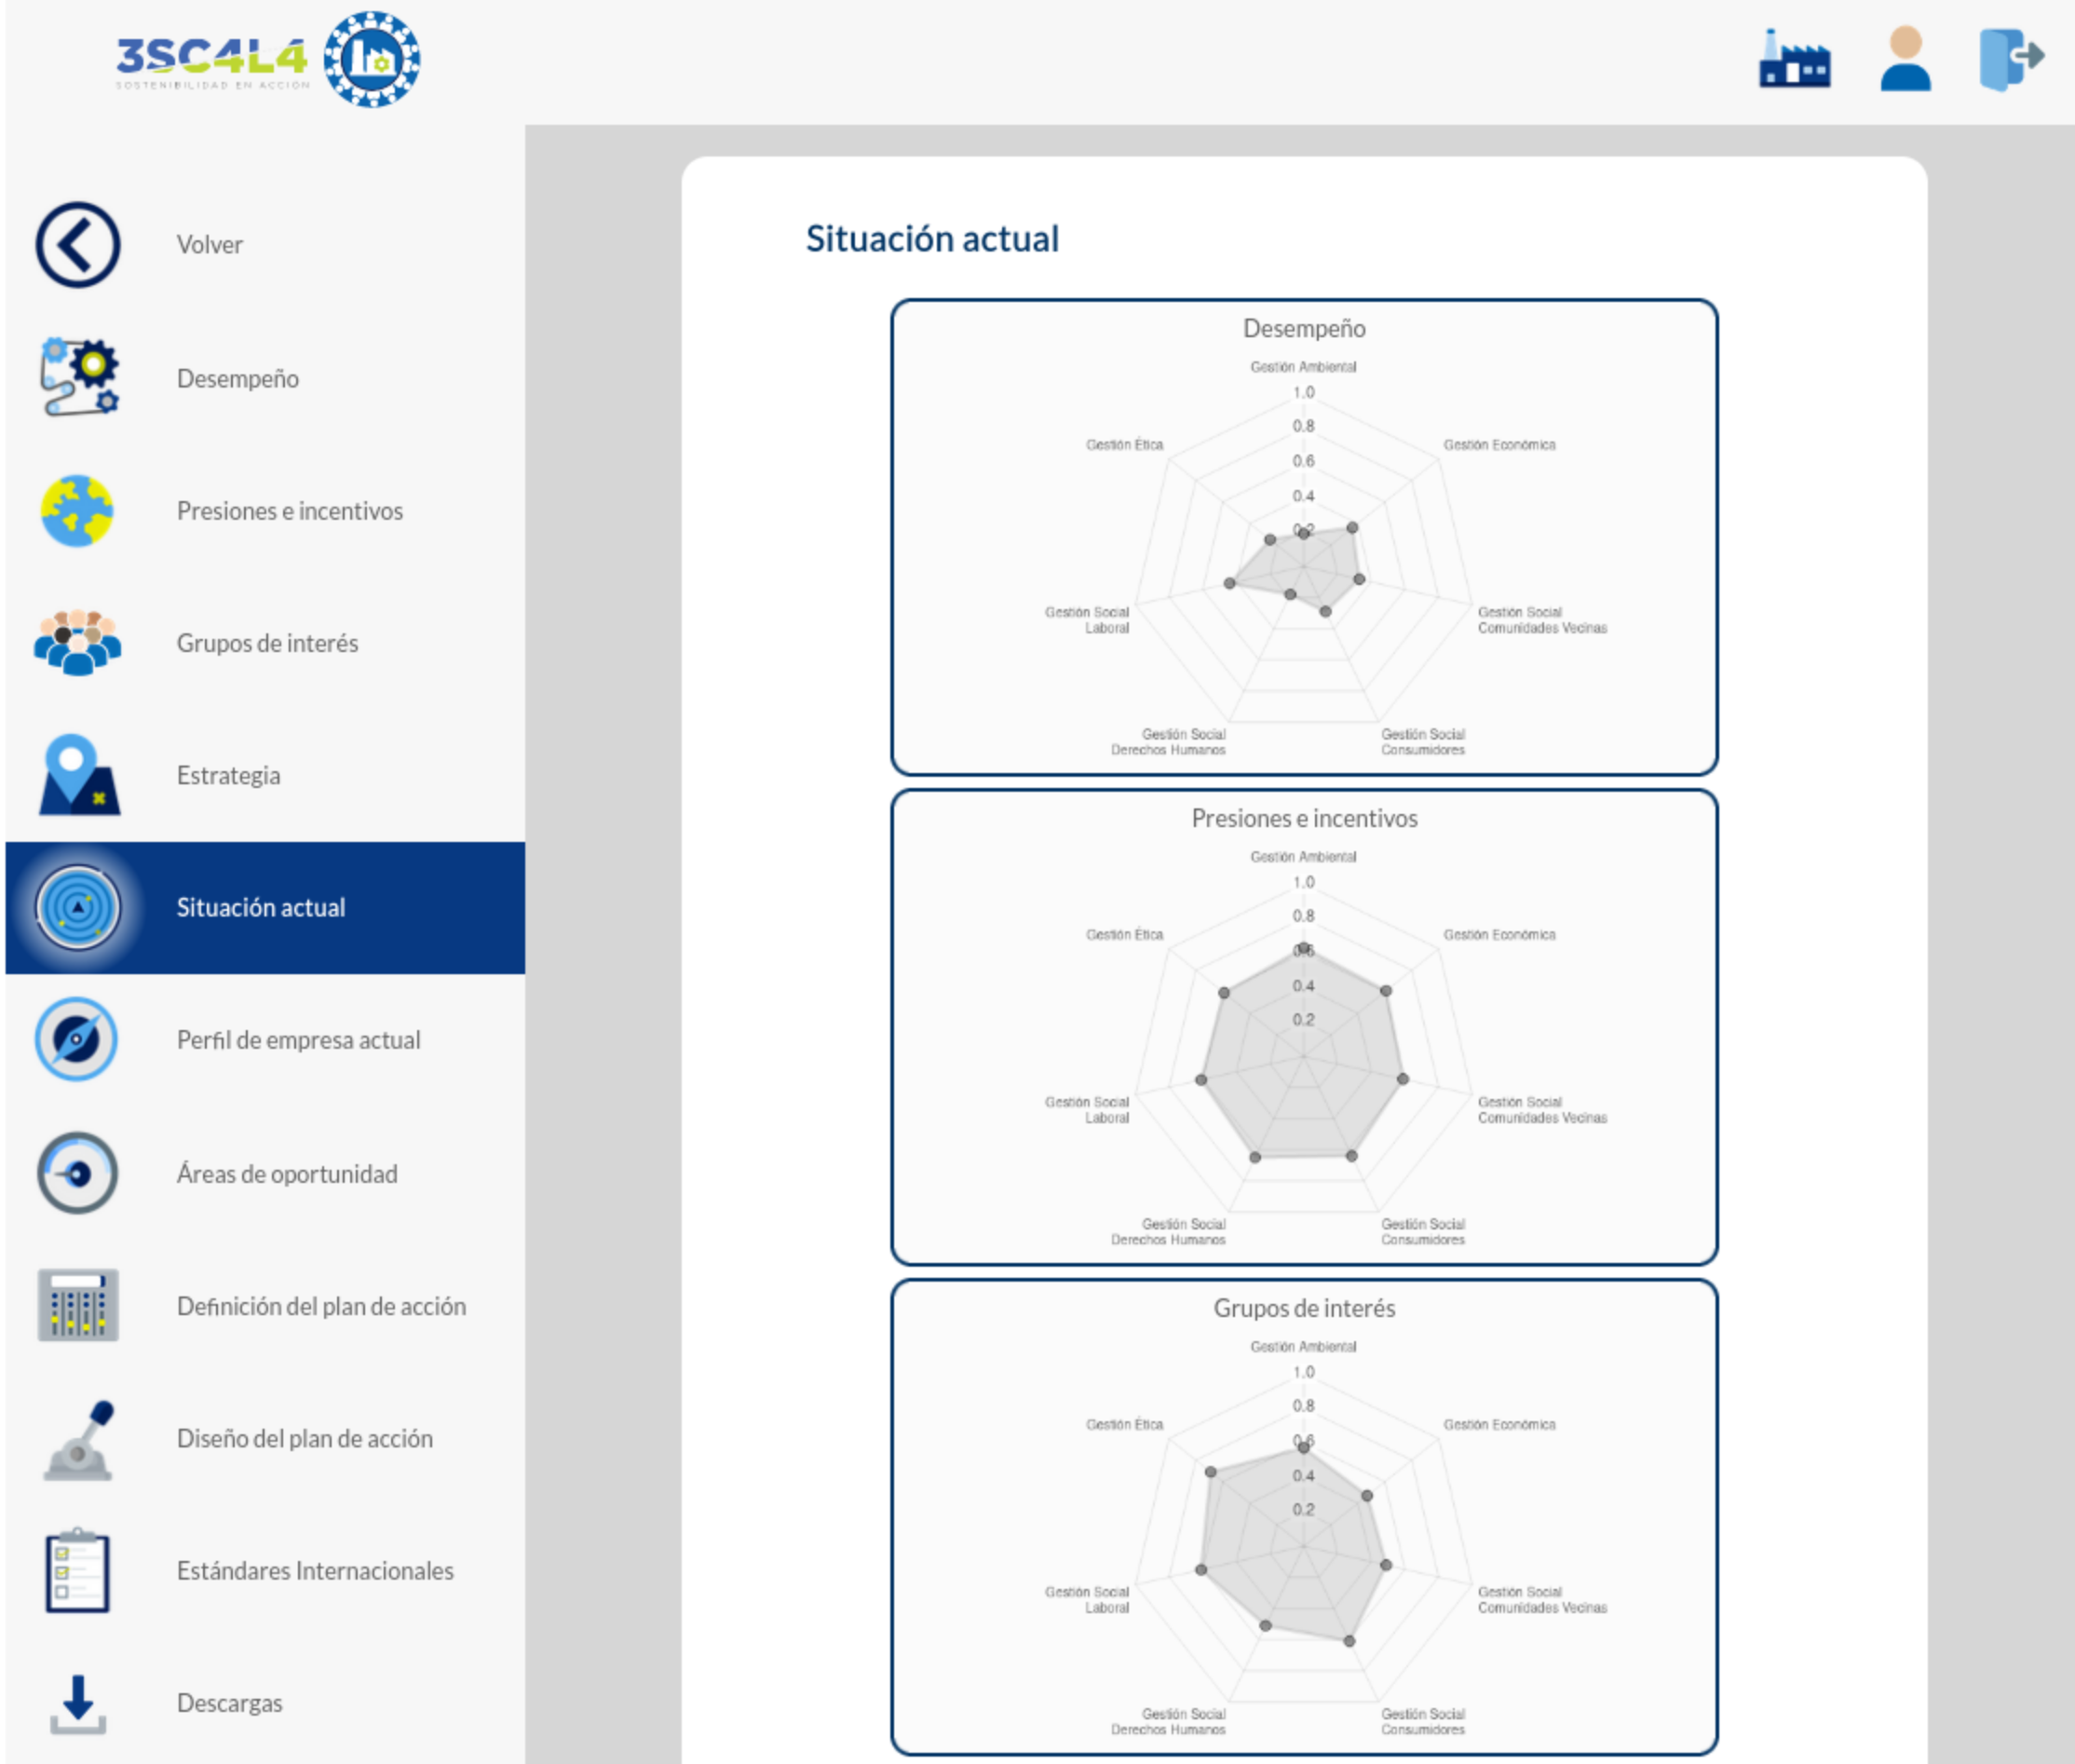 3SC4L4
SOSTENIBILIDAD EN ACCIÓN
Volver
Desempeño
Presiones e incentivos
Grupos de interés
Estrategia
Situación actual
Perfil de empresa actual
Áreas de oportunidad
Definición del plan de acción
Diseño del plan de acción
Estándares Internacionales
Descargas
Situación actual
Desempeño
Gestión Ambiental
1.0
0.8
0.6
0.4
0.2
Gestión Ética
Gestión Económica
Gestión Social
Laboral
Gestión Social
Comunidades Vecinas
Gestión Social
Derechos Humanos
Gestión Social
Consumidores
Presiones e incentivos
Gestión Ambiental
1.0
0.8
0.6
0.4
0.2
Gestión Ética
Gestión Económica
Gestión Social
Laboral
Gestión Social
Comunidades Vecinas
Gestión Social
Derechos Humanos
Gestión Social
Consumidores
Grupos de interés
Gestión Ambiental
1.0
0.8
0.6
0.4
0.2
Gestión Ética
Gestión Económica
Gestión Social
Laboral
Gestión Social
Comunidades Vecinas
Gestión Social
Derechos Humanos
Gestión Social
Consumidores